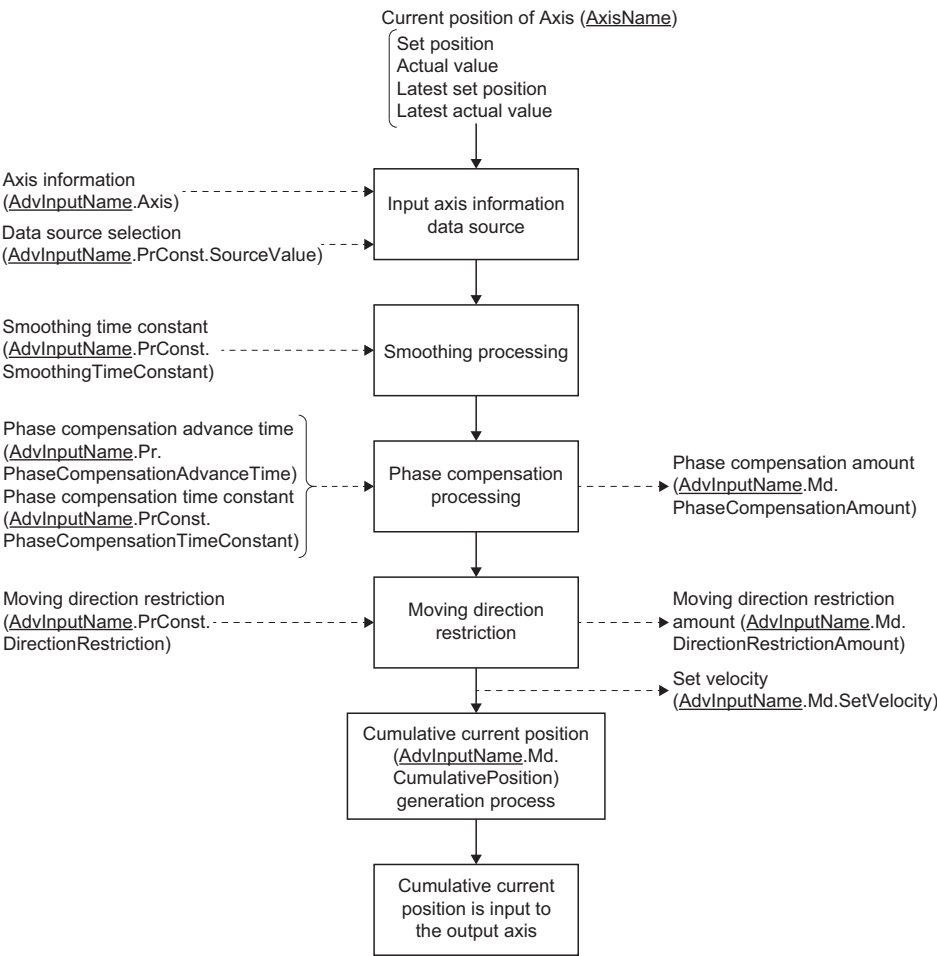 Current position of Axis (AxisName)
Set position
Actual value
Latest set position
Latest actual value
Axis information
(AdvInputName.Axis)
Data source selection
(AdvInputName.PrConst.SourceValue)
Input axis information
data source
Smoothing time constant
(AdvInputName.PrConst.
SmoothingTimeConstant)
Smoothing processing
Phase compensation advance time
(AdvInputName.Pr.
PhaseCompensationAdvanceTime)
Phase compensation time constant
(AdvInputName.PrConst.
PhaseCompensationTimeConstant)
Phase compensation
processing
Phase compensation amount
(AdvInputName.Md.
PhaseCompensationAmount)
Moving direction restriction
(AdvInputName.PrConst.
DirectionRestriction)
Moving direction
restriction
Moving direction restriction
amount (AdvInputName.Md.
DirectionRestrictionAmount)
Set velocity
(AdvInputName.Md.SetVelocity)
Cumulative current position
(AdvInputName.Md.
CumulativePosition)
generation process
Cumulative current
position is input to
the output axis